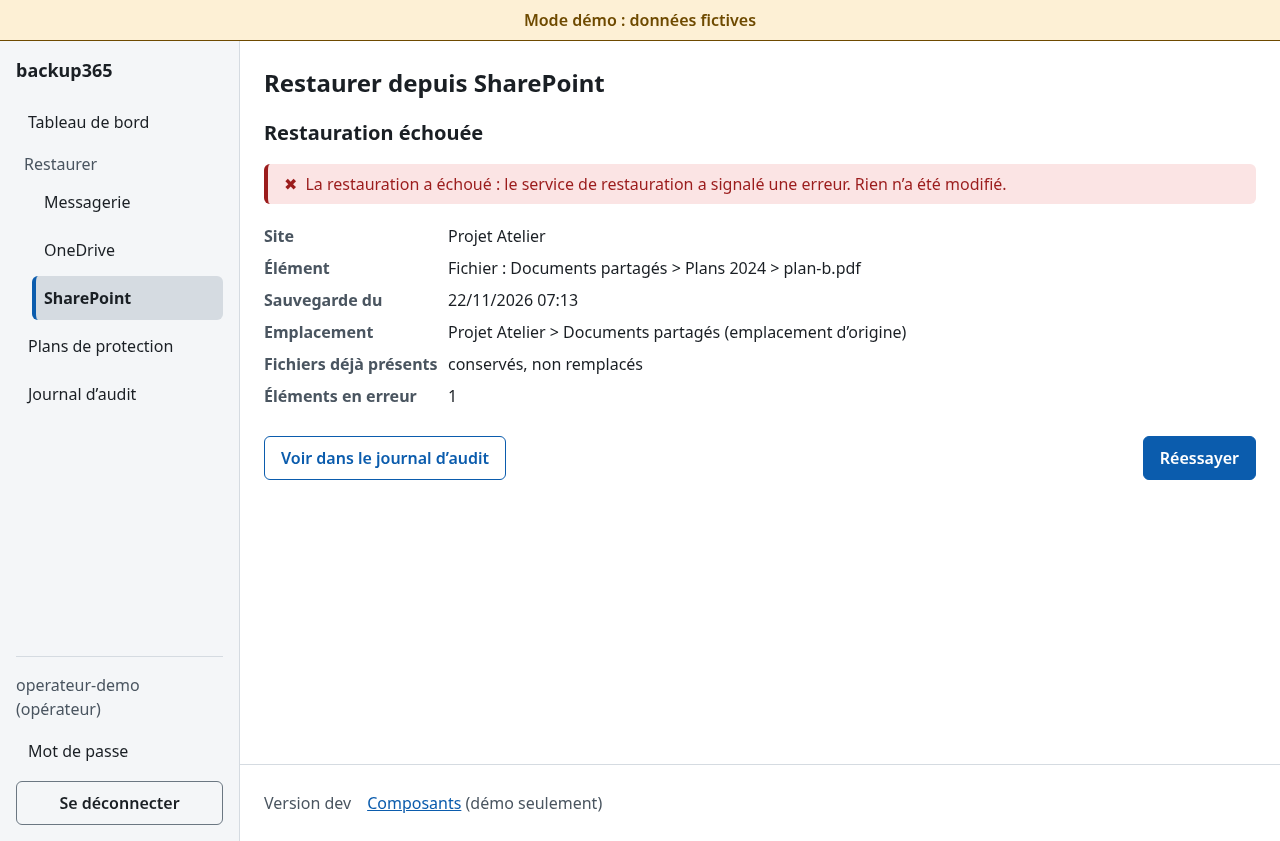 Mode démo : données fictives
backup365
Tableau de bord
Restaurer
Messagerie
OneDrive
SharePoint
Plans de protection
Journal d’audit
operateur-demo
(opérateur)
Mot de passe
Se déconnecter
Restaurer depuis SharePoint
Restauration échouée
✖ La restauration a échoué : le service de restauration a signalé une erreur. Rien n’a été modifié.
Site Projet Atelier
Élément Fichier : Documents partagés > Plans 2024 > plan-b.pdf
Sauvegarde du 22/11/2026 07:13
Emplacement Projet Atelier > Documents partagés (emplacement d’origine)
Fichiers déjà présents conservés, non remplacés
Éléments en erreur 1
Voir dans le journal d’audit
Réessayer
Version dev Composants (démo seulement)